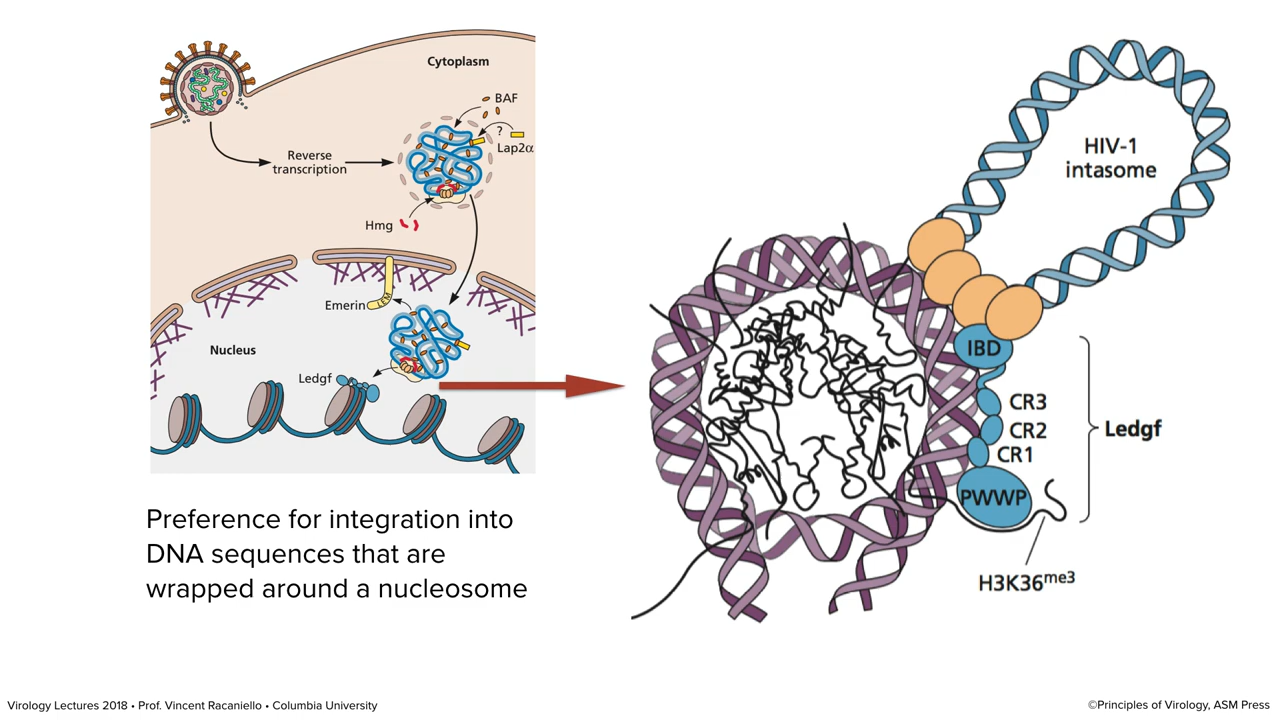 Cytoplasm
BAF
?
Lap2α
Reverse
transcription
Hmg
Emerin
LEM
Nucleus
Ledgf
HIV-1
intasome
IBD
CR3
CR2
CR1
Ledgf
PWWP
H3K36me3
Preference for integration into
DNA sequences that are
wrapped around a nucleosome
Virology Lectures 2018 • Prof. Vincent Racaniello • Columbia University
©Principles of Virology, ASM Press